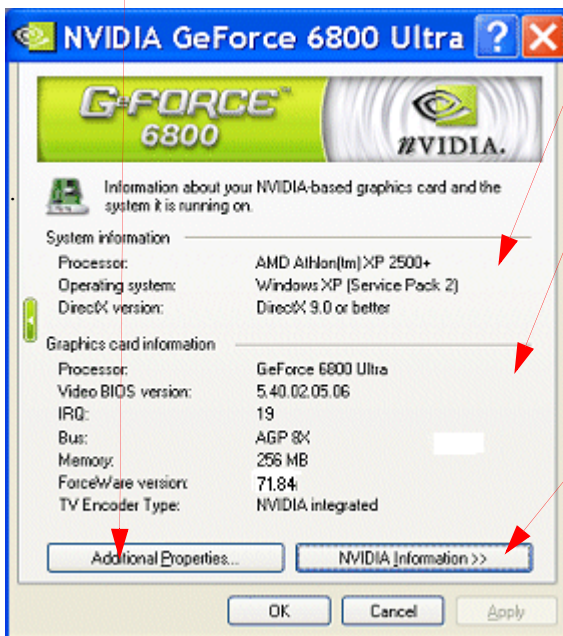 NVIDIA GeForce 6800 Ultra
G-FORCE™
6800
nVIDIA.
Information about your NVIDIA-based graphics card and the
system it is running on.
System information
Processor: AMD Athlon(tm) XP 2500+
Operating system: Windows XP (Service Pack 2)
DirectX version: DirectX 9.0 or better
Graphics card information
Processor: GeForce 6800 Ultra
Video BIOS version: 5.40.02.05.06
IRQ: 19
Bus: AGP 8X
Memory: 256 MB
ForceWare version: 71.84
TV Encoder Type: NVIDIA integrated
Additional Properties...
NVIDIA Information >>
OK
Cancel
Apply